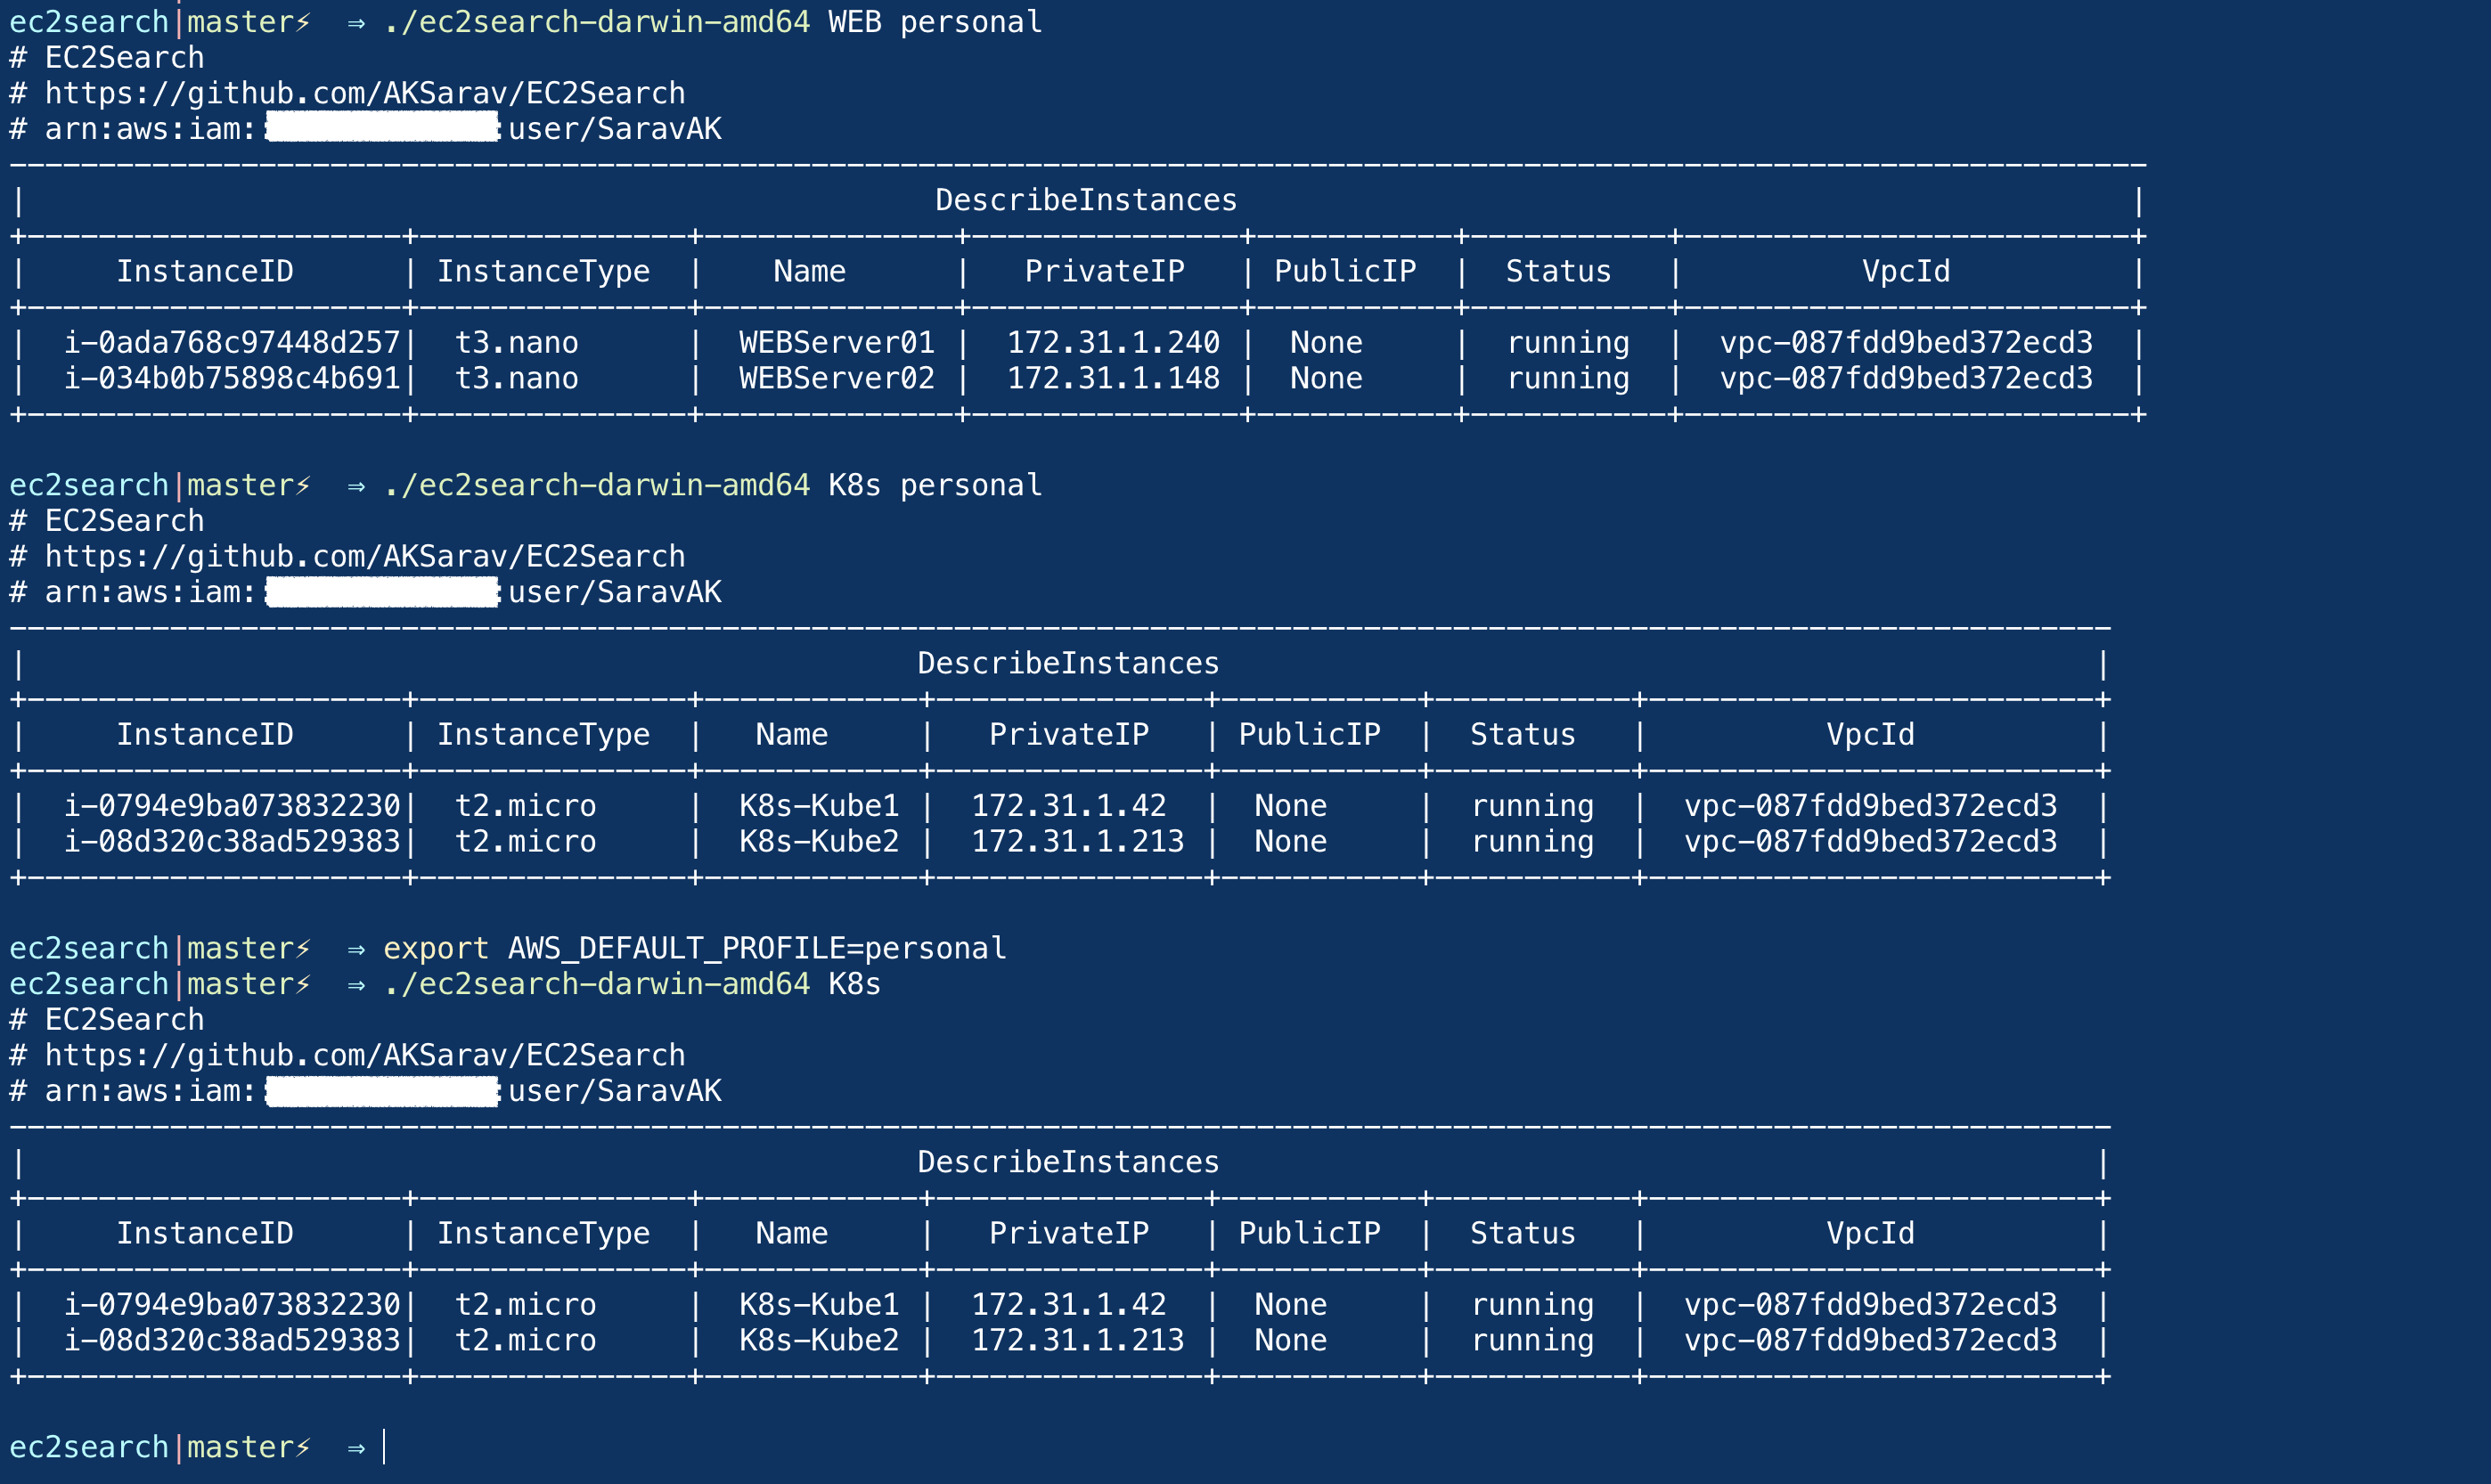 ec2search|master⚡ ⇒ ./ec2search-darwin-amd64 WEB personal
# EC2Search
# https://github.com/AKSarav/EC2Search
# arn:aws:iam: :user/SaravAK
------------------------------------------------------------------------------------------------------------------------
| DescribeInstances |
+---------------------+---------------+--------------+---------------+-----------+-----------+-------------------------+
| InstanceID | InstanceType | Name | PrivateIP | PublicIP | Status | VpcId |
+---------------------+---------------+--------------+---------------+-----------+-----------+-------------------------+
| i-0ada768c97448d257| t3.nano | WEBServer01 | 172.31.1.240 | None | running | vpc-087fdd9bed372ecd3 |
| i-034b0b75898c4b691| t3.nano | WEBServer02 | 172.31.1.148 | None | running | vpc-087fdd9bed372ecd3 |
+---------------------+---------------+--------------+---------------+-----------+-----------+-------------------------+
ec2search|master⚡ ⇒ ./ec2search-darwin-amd64 K8s personal
# EC2Search
# https://github.com/AKSarav/EC2Search
# arn:aws:iam: :user/SaravAK
----------------------------------------------------------------------------------------------------------------------
| DescribeInstances |
+---------------------+---------------+------------+---------------+-----------+-----------+-------------------------+
| InstanceID | InstanceType | Name | PrivateIP | PublicIP | Status | VpcId |
+---------------------+---------------+------------+---------------+-----------+-----------+-------------------------+
| i-0794e9ba073832230| t2.micro | K8s-Kube1 | 172.31.1.42 | None | running | vpc-087fdd9bed372ecd3 |
| i-08d320c38ad529383| t2.micro | K8s-Kube2 | 172.31.1.213 | None | running | vpc-087fdd9bed372ecd3 |
+---------------------+---------------+------------+---------------+-----------+-----------+-------------------------+
ec2search|master⚡ ⇒ export AWS_DEFAULT_PROFILE=personal
ec2search|master⚡ ⇒ ./ec2search-darwin-amd64 K8s
# EC2Search
# https://github.com/AKSarav/EC2Search
# arn:aws:iam: :user/SaravAK
----------------------------------------------------------------------------------------------------------------------
| DescribeInstances |
+---------------------+---------------+------------+---------------+-----------+-----------+-------------------------+
| InstanceID | InstanceType | Name | PrivateIP | PublicIP | Status | VpcId |
+---------------------+---------------+------------+---------------+-----------+-----------+-------------------------+
| i-0794e9ba073832230| t2.micro | K8s-Kube1 | 172.31.1.42 | None | running | vpc-087fdd9bed372ecd3 |
| i-08d320c38ad529383| t2.micro | K8s-Kube2 | 172.31.1.213 | None | running | vpc-087fdd9bed372ecd3 |
+---------------------+---------------+------------+---------------+-----------+-----------+-------------------------+
ec2search|master⚡ ⇒